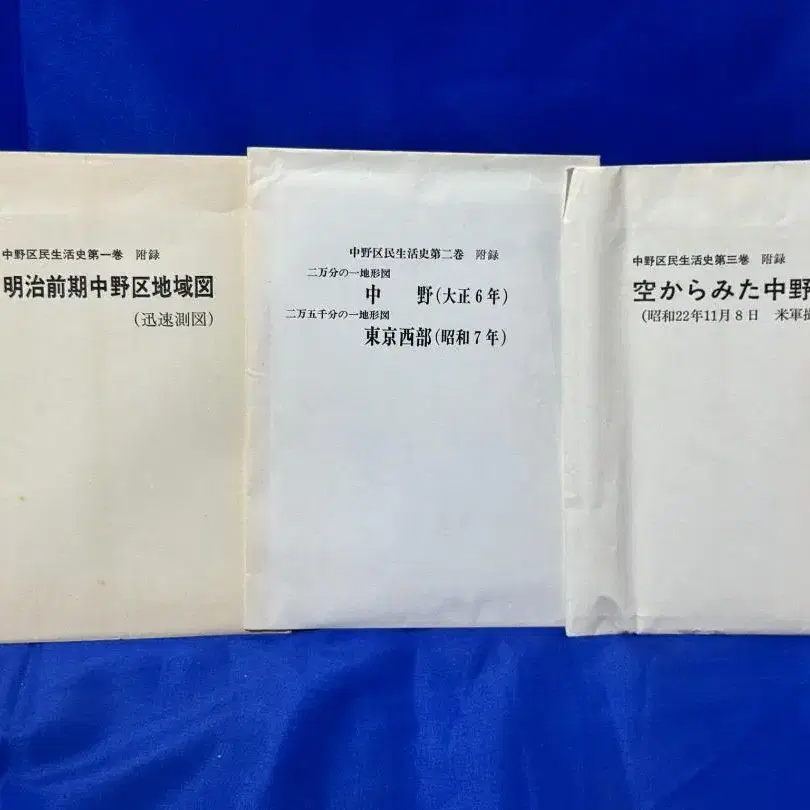 中野区民生活史第一巻 附録
明治前期中野区地域図
(迅速測図)
中野区民生活史第二巻 附録
二万分の一地形図
中 野(大正6年)
二万五千分の一地形図
東京西部(昭和7年)
中野区民生活史第三巻 附録
空からみた中野
(昭和22年11月8日 米軍